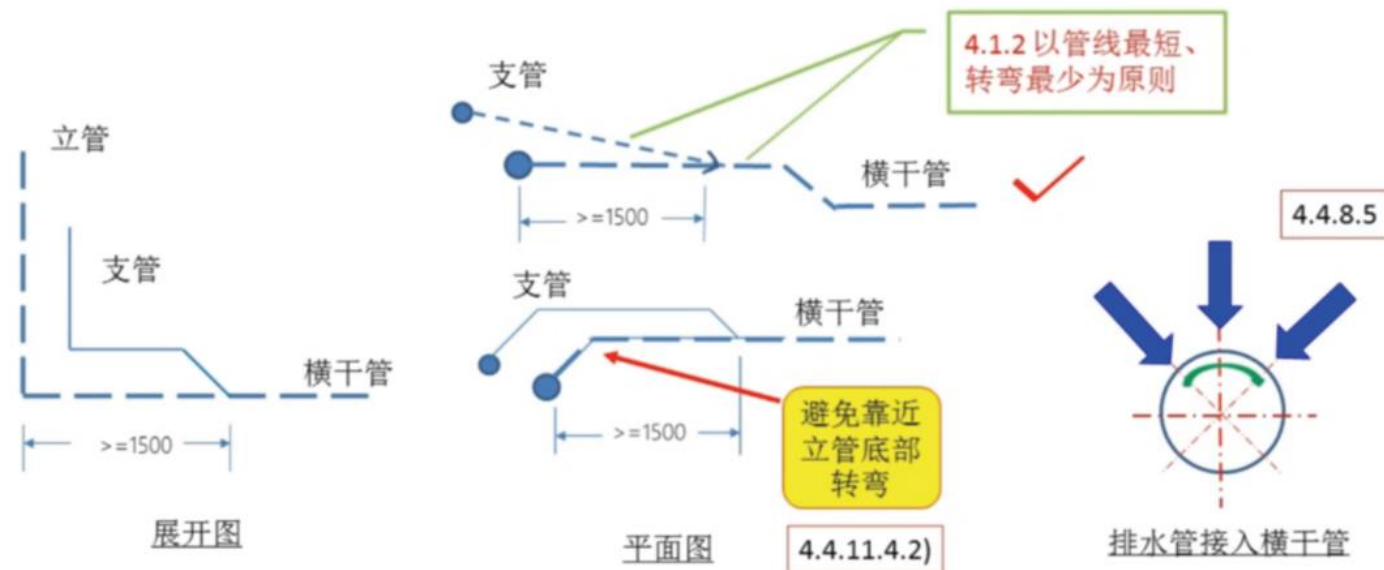 4.1.2 以管线最短、
转弯最少为原则
支管
立管
横干管
>=1500
4.4.8.5
支管
支管
横干管
横干管
避免靠近
立管底部
转弯
>=1500
>=1500
展开图
平面图
4.4.11.4.2)
排水管接入横干管